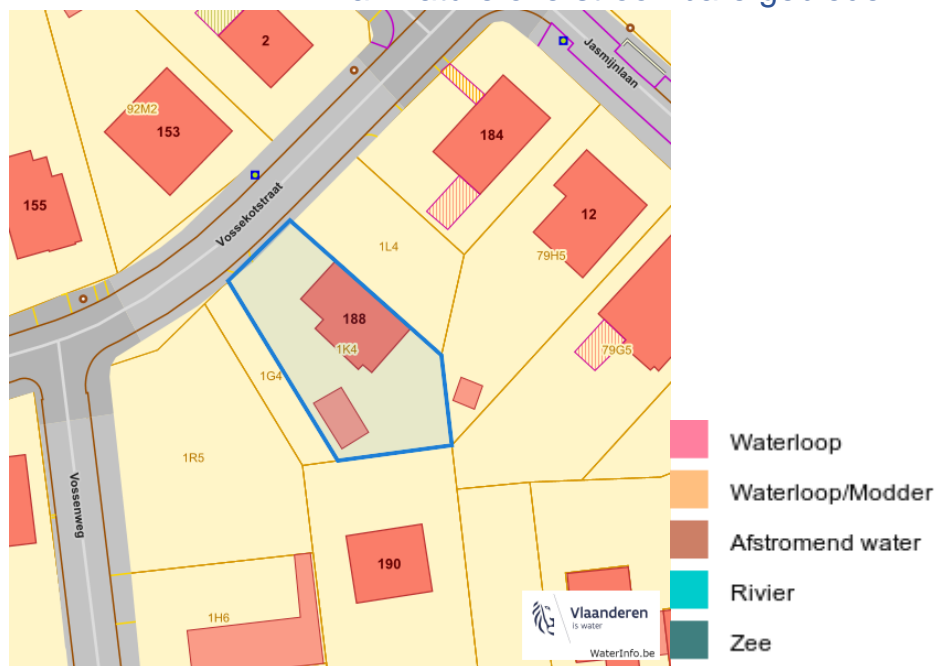 2
Jasmijnlaan
92M2
153
184
155
Vossekotstraat
12
1L4
79H5
188
1K4
79G5
1G4
1R5
Waterloop
Vossenweg
Waterloop/Modder
Afstromend water
190
Rivier
1H6
Vlaanderen
is water
WaterInfo.be
Zee